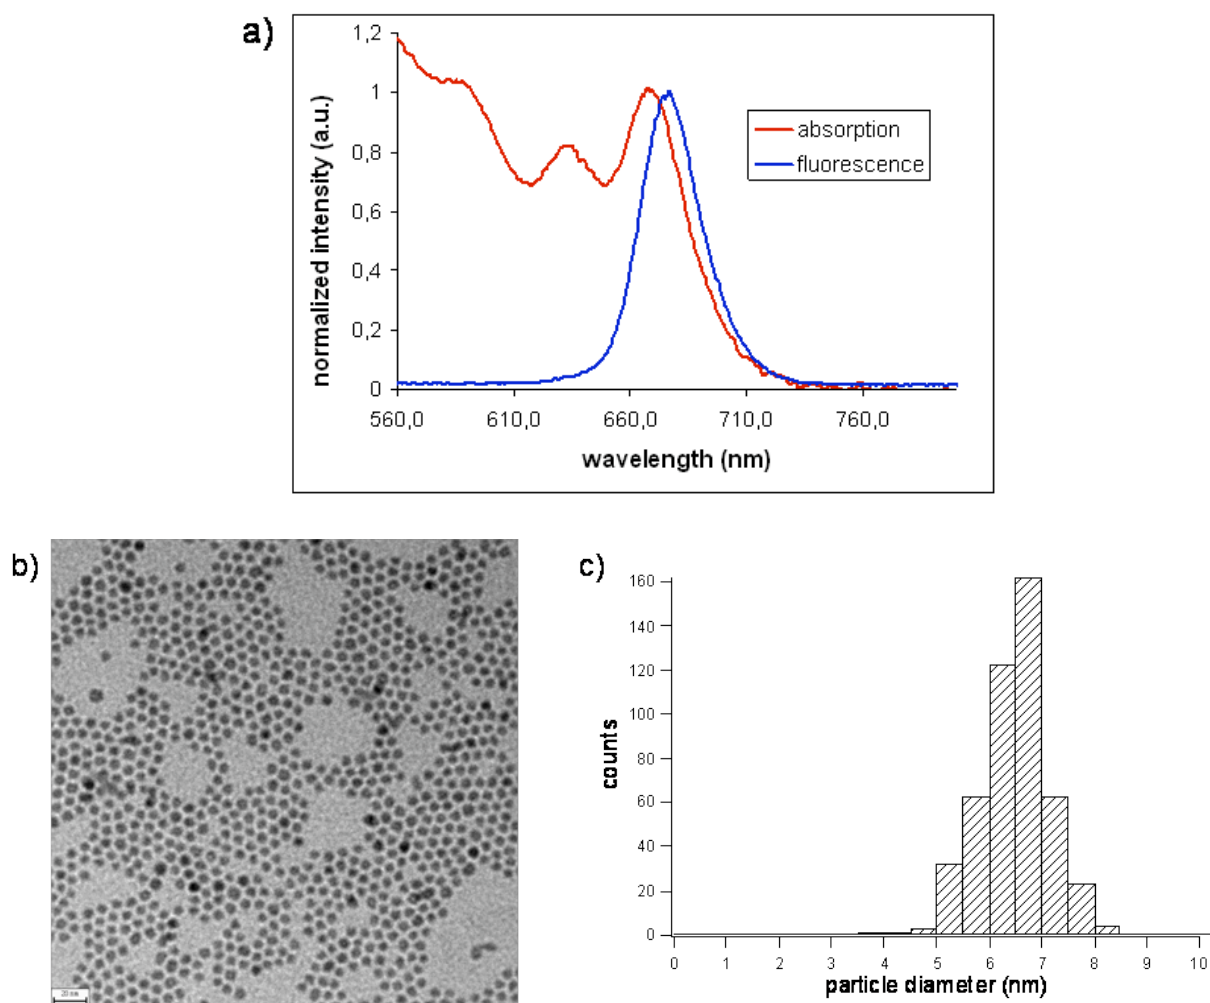 a)
1,2
1
0,8
0,6
0,4
0,2
0
normalized intensity (a.u.)
absorption
fluorescence
560,0 610,0 660,0 710,0 760,0
wavelength (nm)
b)
20 nm
c)
160
140
120
100
80
60
40
20
0
counts
0 1 2 3 4 5 6 7 8 9 10
particle diameter (nm)